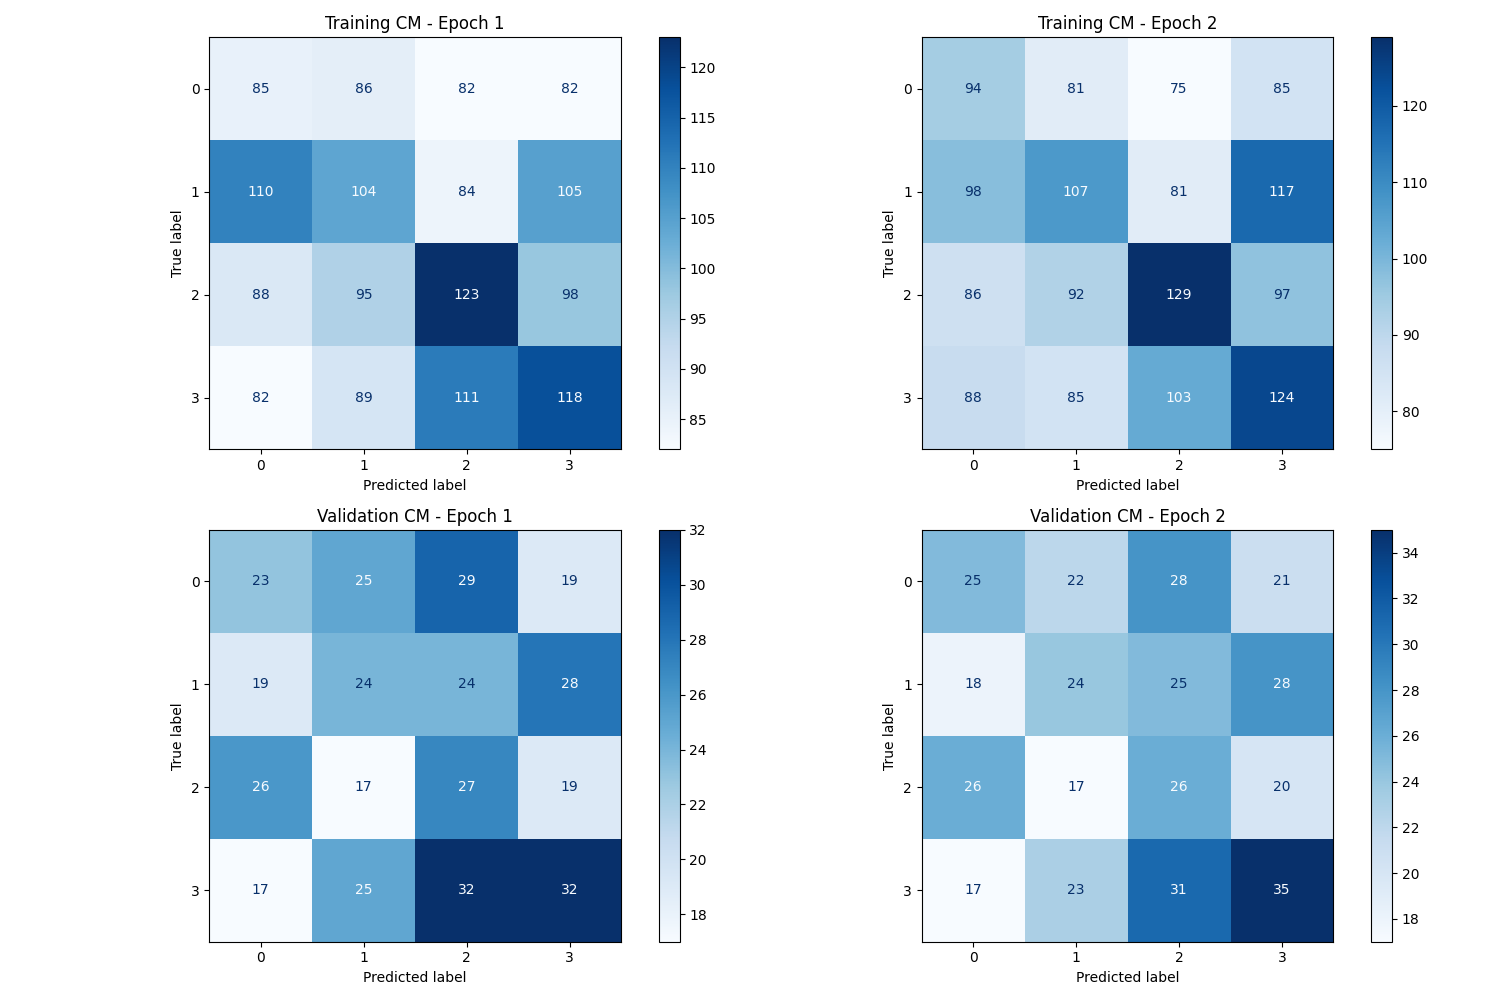 Training CM - Epoch 1
0 85 86 82 82
1 110 104 84 105
2 88 95 123 98
3 82 89 111 118
0 1 2 3
Predicted label
True label
120
115
110
105
100
95
90
85
Training CM - Epoch 2
0 94 81 75 85
1 98 107 81 117
2 86 92 129 97
3 88 85 103 124
0 1 2 3
Predicted label
True label
120
110
100
90
80
Validation CM - Epoch 1
0 23 25 29 19
1 19 24 24 28
2 26 17 27 19
3 17 25 32 32
0 1 2 3
Predicted label
True label
32
30
28
26
24
22
20
18
Validation CM - Epoch 2
0 25 22 28 21
1 18 24 25 28
2 26 17 26 20
3 17 23 31 35
0 1 2 3
Predicted label
True label
34
32
30
28
26
24
22
20
18